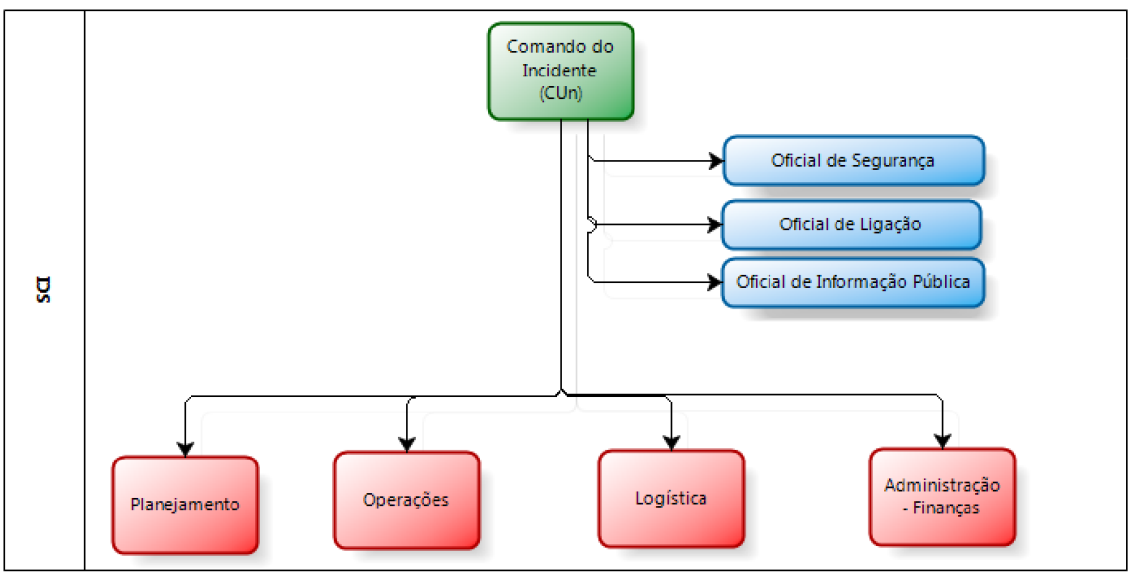 SCI
Comando do
Incidente
(CUn)
Oficial de Segurança
Oficial de Ligação
Oficial de Informação Pública
Planejamento
Operações
Logística
Administração
- Finanças